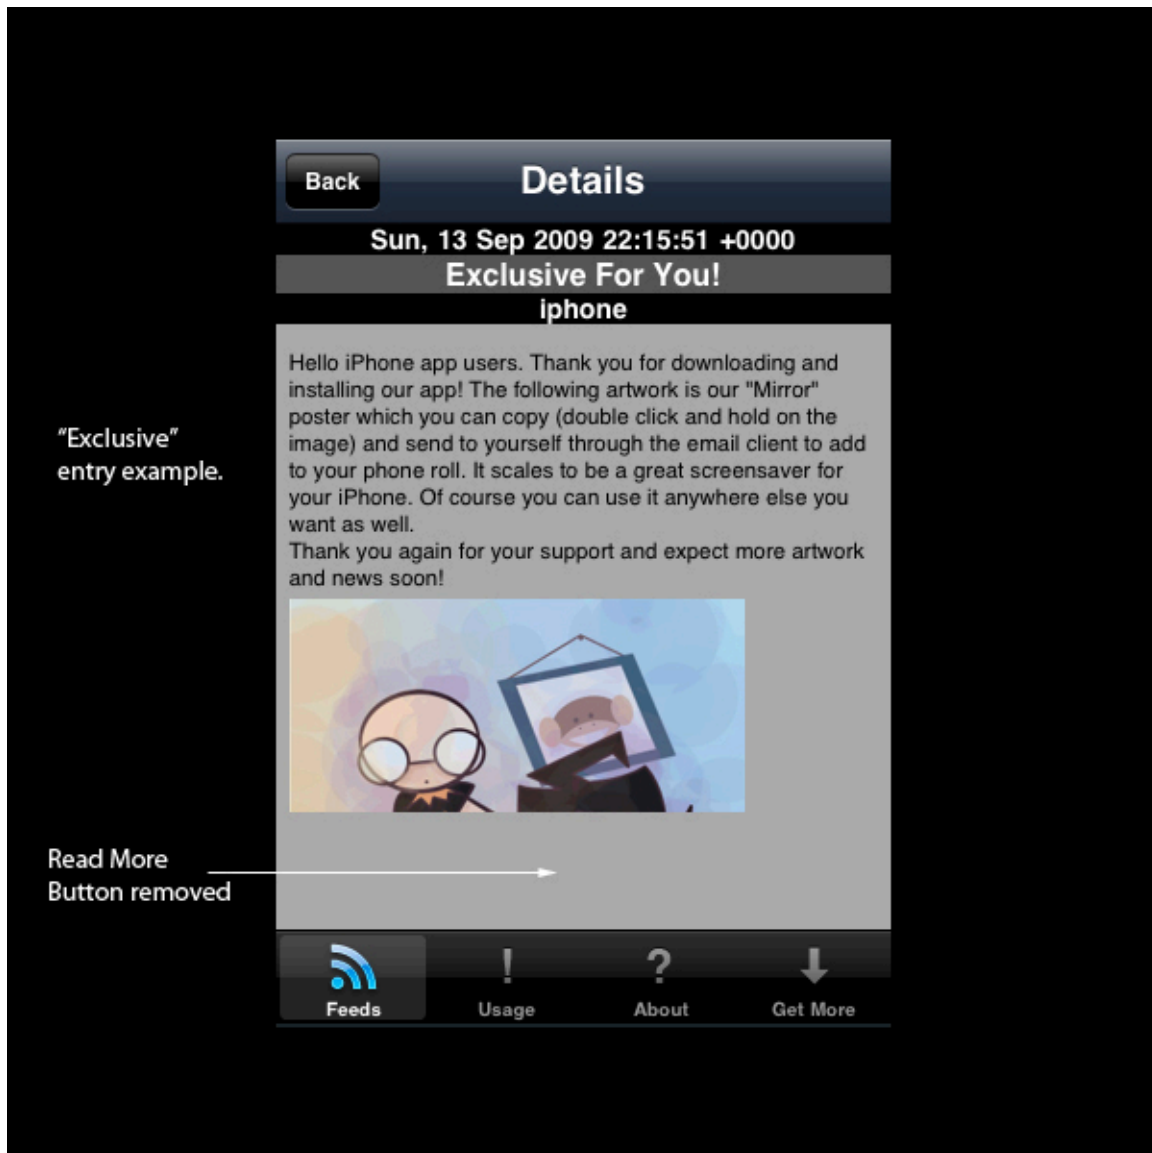 Back
Details
Sun, 13 Sep 2009 22:15:51 +0000
Exclusive For You!
iphone
Hello iPhone app users. Thank you for downloading and
installing our app! The following artwork is our "Mirror"
poster which you can copy (double click and hold on the
image) and send to yourself through the email client to add
to your phone roll. It scales to be a great screensaver for
your iPhone. Of course you can use it anywhere else you
want as well.
Thank you again for your support and expect more artwork
and news soon!
“Exclusive”
entry example.
Read More
Button removed
!
?
Feeds
Usage
About
Get More